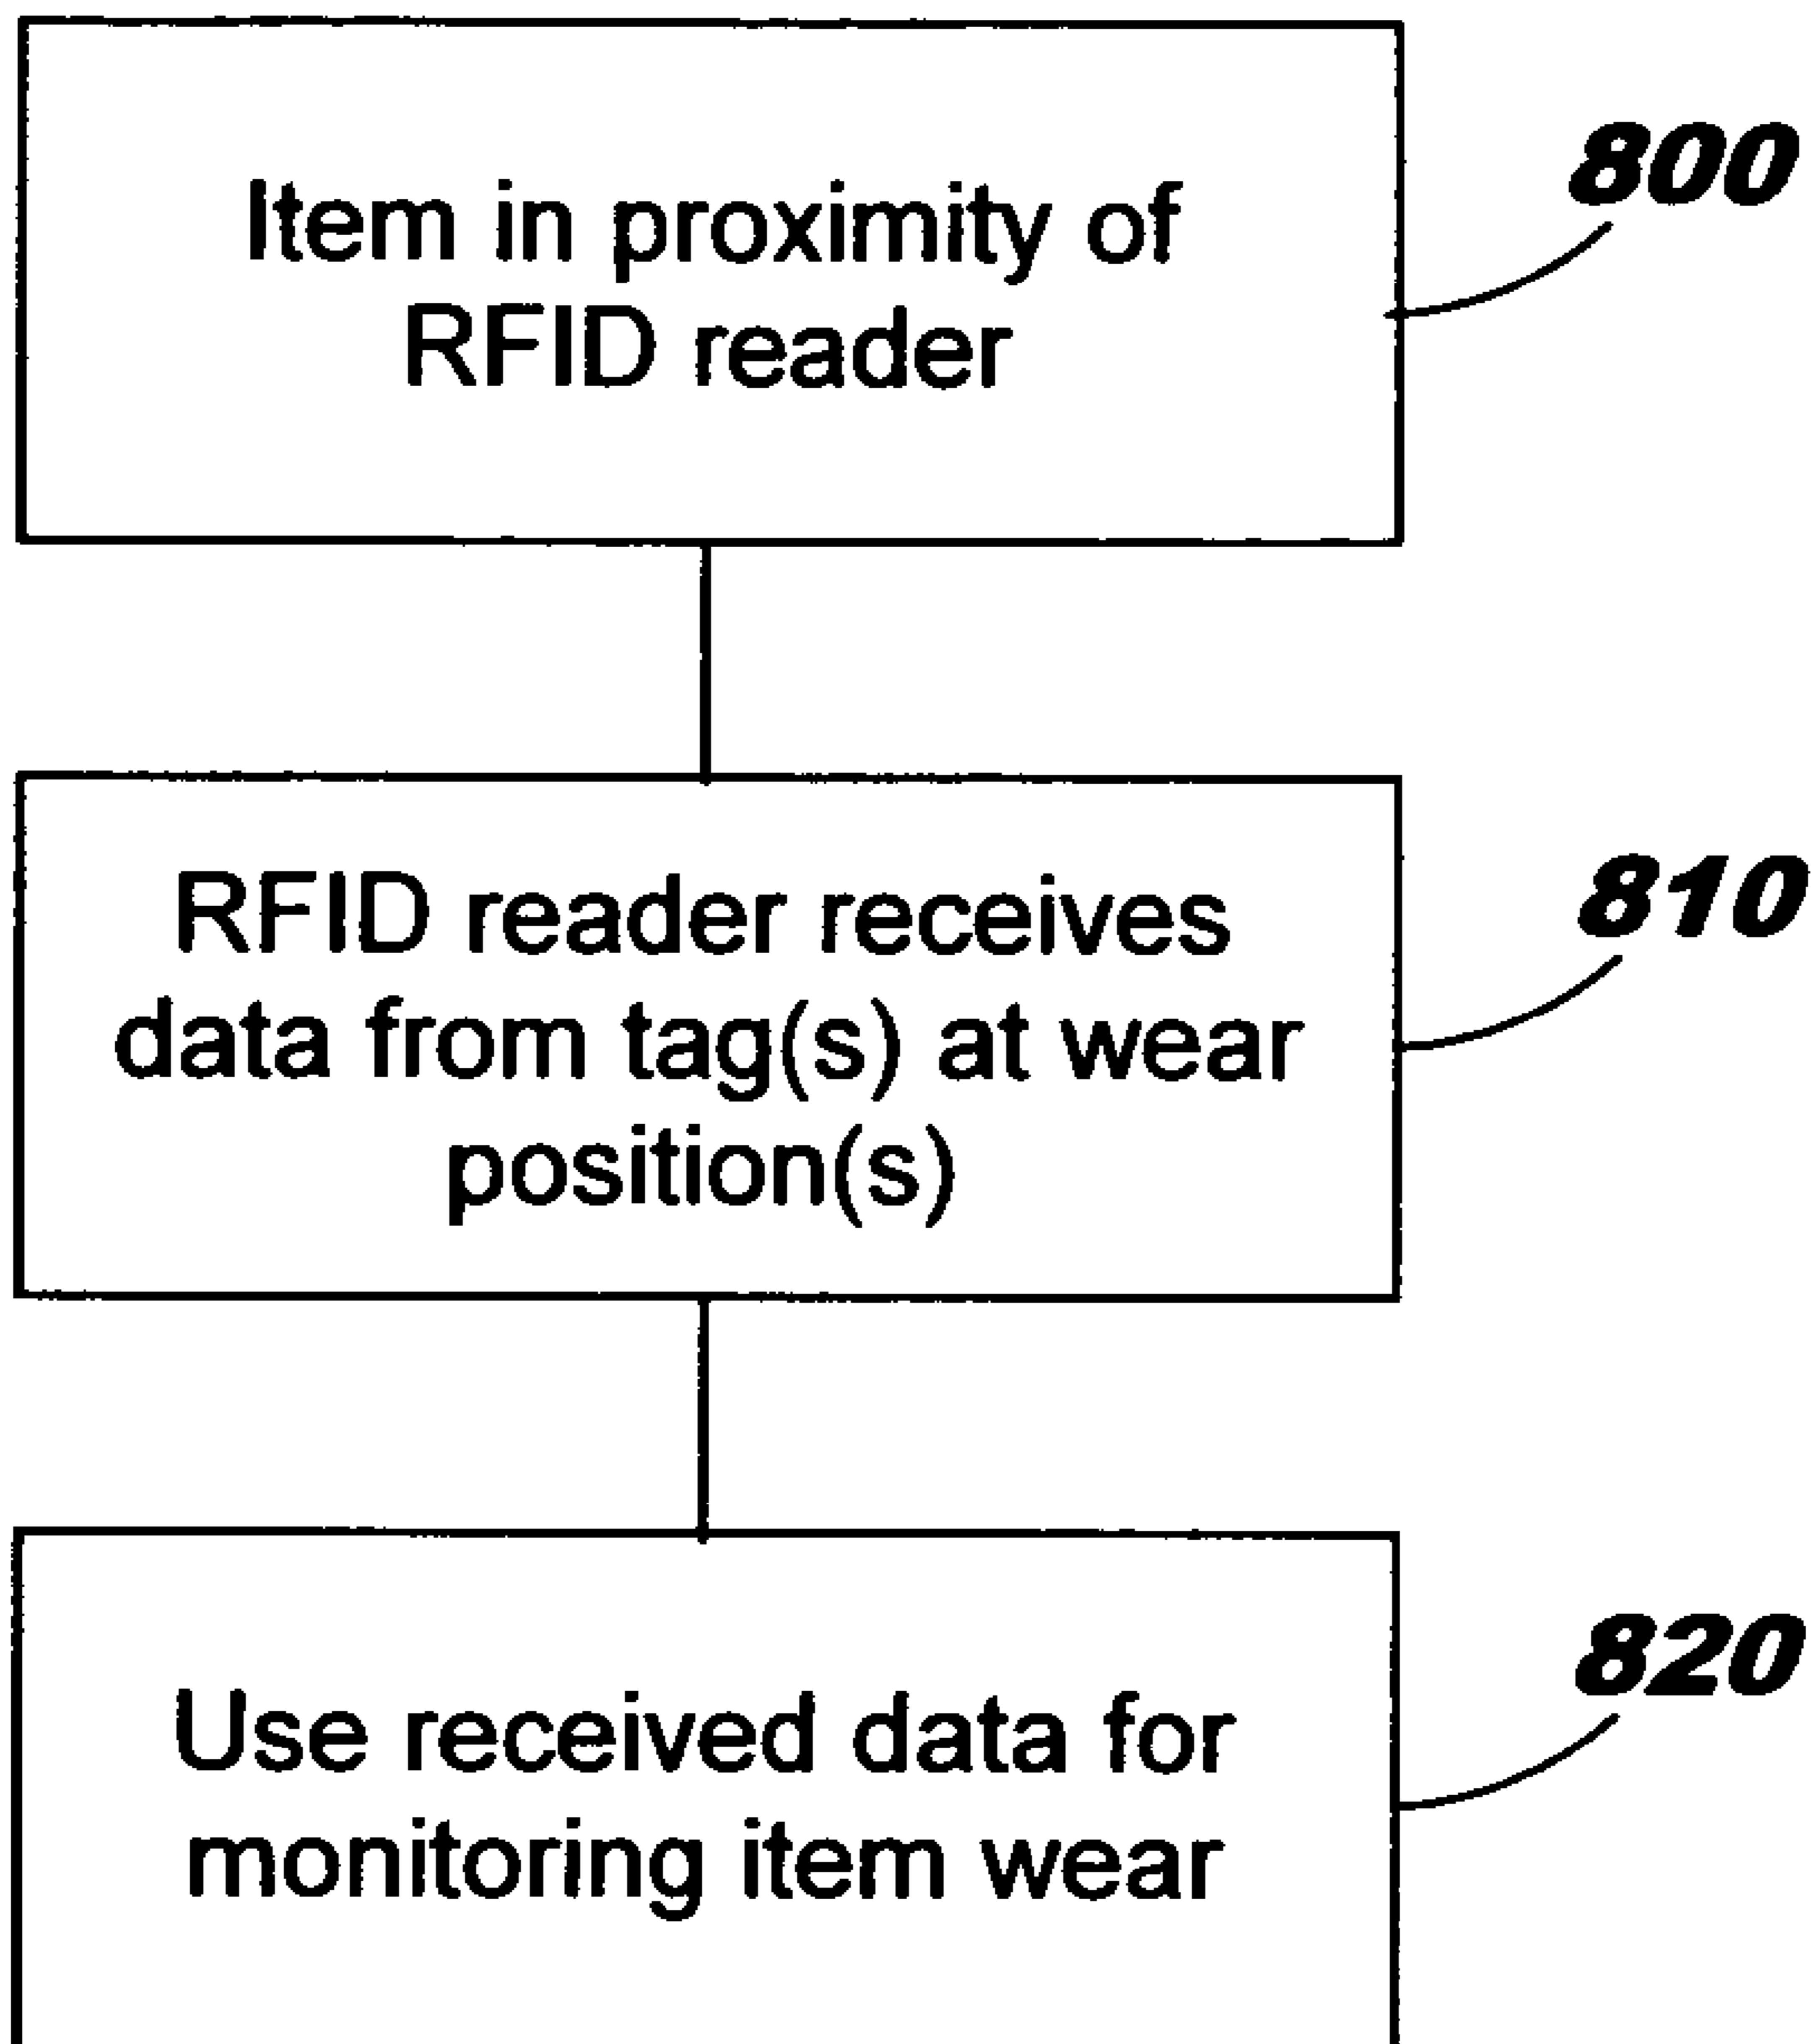 Item in proximity of
RFID reader
800
RFID reader receives
data from tag(s) at wear
position(s)
810
Use received data for
monitoring item wear
820